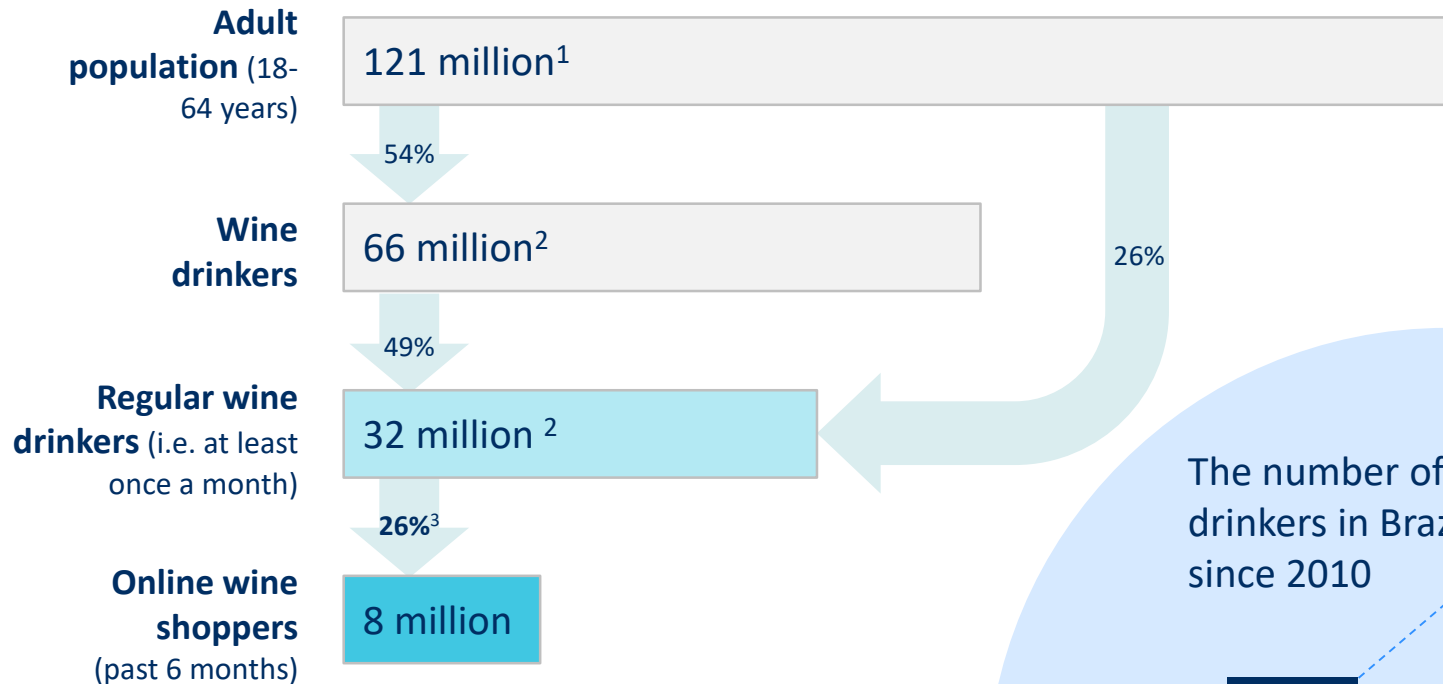 Adult
population (18-
64 years)
121 million¹
54%
Wine
drinkers
66 million²
26%
49%
Regular wine
drinkers (i.e. at least
once a month)
32 million ²
26%³
Online wine
shoppers
(past 6 months)
8 million
The number of
drinkers in
since 2010